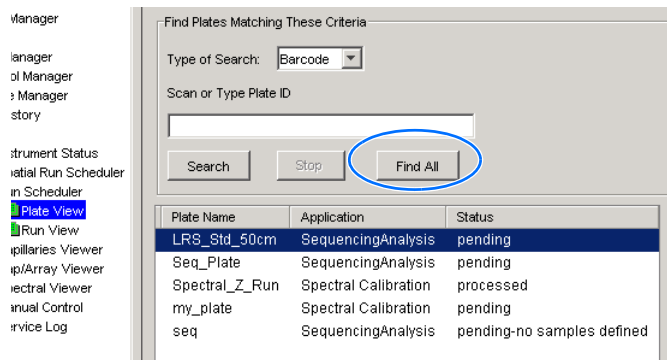 Manager
Manager
ol Manager
e Manager
story
strument Status
patial Run Scheduler
un Scheduler
Plate View
Run View
apillaries Viewer
ap/Array Viewer
pectral Viewer
anual Control
ervice Log
Find Plates Matching These Criteria
Type of Search: Barcode
Scan or Type Plate ID
Search Stop Find All
Plate Name Application Status
LRS_Std_50cm SequencingAnalysis pending
Seq_Plate SequencingAnalysis pending
Spectral_Z_Run Spectral Calibration processed
my_plate Spectral Calibration pending
seq SequencingAnalysis pending-no samples defined